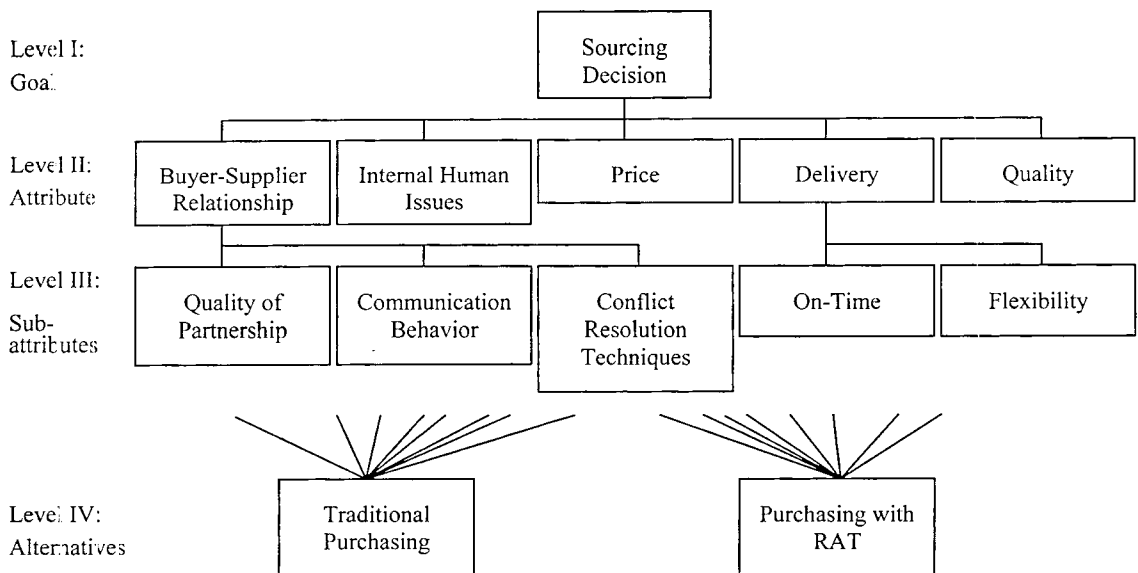 Level I:
Goal
Sourcing
Decision
Level II:
Attribute
Buyer-Supplier
Relationship
Internal Human
Issues
Price
Delivery
Quality
Level III:
Sub-
attributes
Quality of
Partnership
Communication
Behavior
Conflict
Resolution
Techniques
On-Time
Flexibility
Level IV:
Alternatives
Traditional
Purchasing
Purchasing with
RAT